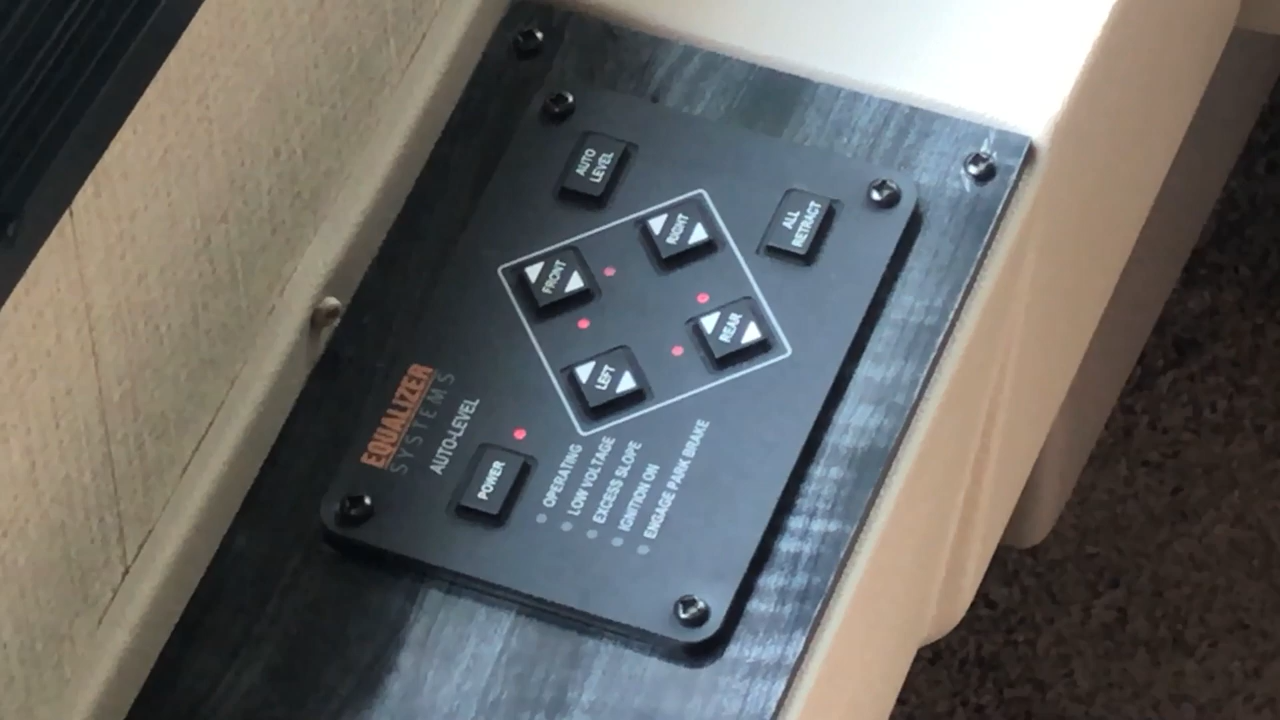 EQUALIZER
SYSTEMS
AUTO-LEVEL
POWER
AUTO
LEVEL
FRONT
RIGHT
LEFT
REAR
ALL
RETRACT
OPERATING
LOW VOLTAGE
EXCESS SLOPE
IGNITION ON
ENGAGE PARK BRAKE